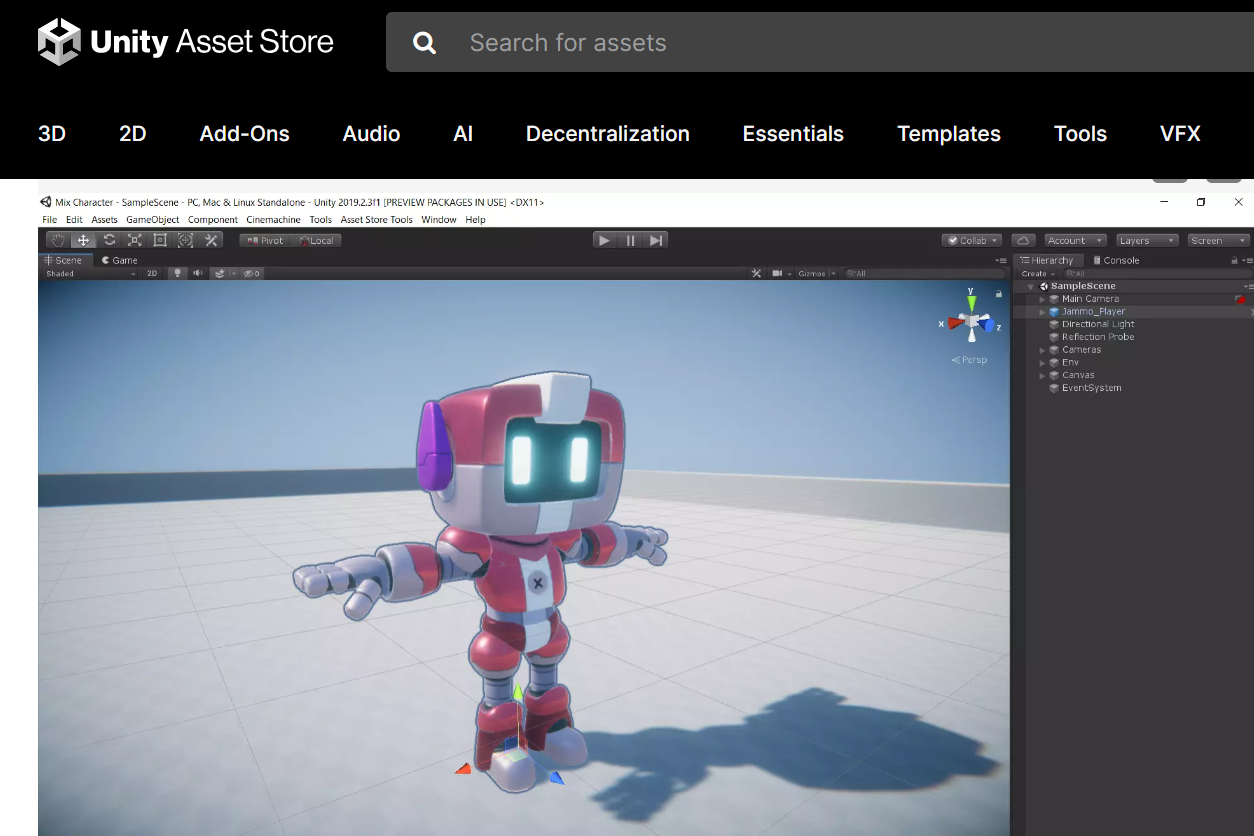 Unity Asset Store
Search for assets
3D 2D Add-Ons Audio AI Decentralization Essentials Templates Tools VFX
Mix Character - SampleScene - PC, Mac & Linux Standalone - Unity 2019.2.3f1 [PREVIEW PACKAGES IN USE] <DX11>
File Edit Assets GameObject Component Cinemachine Tools Asset Store Tools Window Help
Pivot Local Collab Account Layers Screen
Scene Game Hierarchy Console
Shaded 2D 0 Gizmos All Create All
SampleScene
Main Camera
Jammo_Player
Directional Light
Reflection Probe
Cameras
Env
Canvas
EventSystem
y
x z
Persp